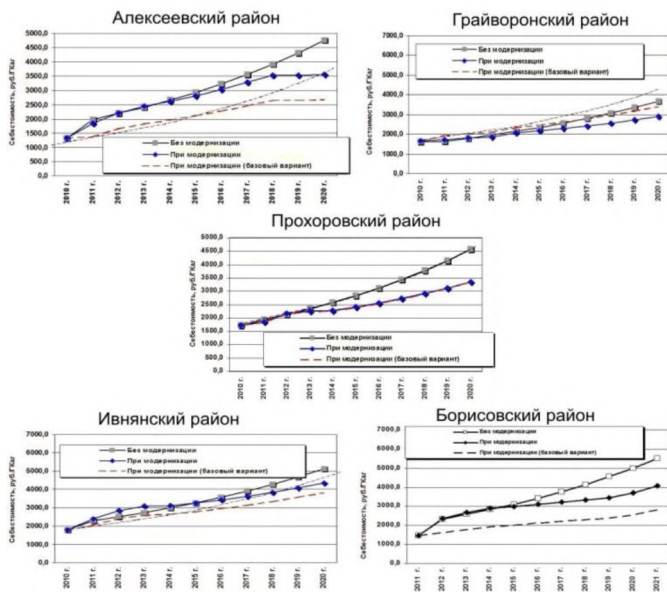 Алексеевский район
Себестоимость, руб./ГКаг
5000,0
4500,0
4000,0
3500,0
3000,0
2500,0
2000,0
1500,0
1000,0
500,0
0,0
Без модернизации
При модернизации
При модернизации (базовый вариант)
2010 г.
2011 г.
2012 г.
2013 г.
2014 г.
2015 г.
2016 г.
2017 г.
2018 г.
2019 г.
2020 г.
Грайворонский район
Себестоимость, руб./ГКаг
7000,0
6000,0
5000,0
4000,0
3000,0
2000,0
1000,0
0,0
Без модернизации
При модернизации
При модернизации (базовый вариант)
2010 г.
2011 г.
2012 г.
2013 г.
2014 г.
2015 г.
2016 г.
2017 г.
2018 г.
2019 г.
2020 г.
Прохоровский район
Себестоимость, руб./ГКаг
5000,0
4500,0
4000,0
3500,0
3000,0
2500,0
2000,0
1500,0
1000,0
500,0
0,0
Без модернизации
При модернизации
При модернизации (базовый вариант)
2010 г.
2011 г.
2012 г.
2013 г.
2014 г.
2015 г.
2016 г.
2017 г.
2018 г.
2019 г.
2020 г.
Ивнянский район
Себестоимость, руб./ГКаг
7000,0
6000,0
5000,0
4000,0
3000,0
2000,0
1000,0
0,0
Без модернизации
При модернизации
При модернизации (базовый вариант)
2010 г.
2011 г.
2012 г.
2013 г.
2014 г.
2015 г.
2016 г.
2017 г.
2018 г.
2019 г.
2020 г.
Борисовский район
Себестоимость, руб./ГКаг
7000,0
6000,0
5000,0
4000,0
3000,0
2000,0
1000,0
0,0
Без модернизации
При модернизации
При модернизации (базовый вариант)
2011 г.
2012 г.
2013 г.
2014 г.
2015 г.
2016 г.
2017 г.
2018 г.
2019 г.
2020 г.
2021 г.